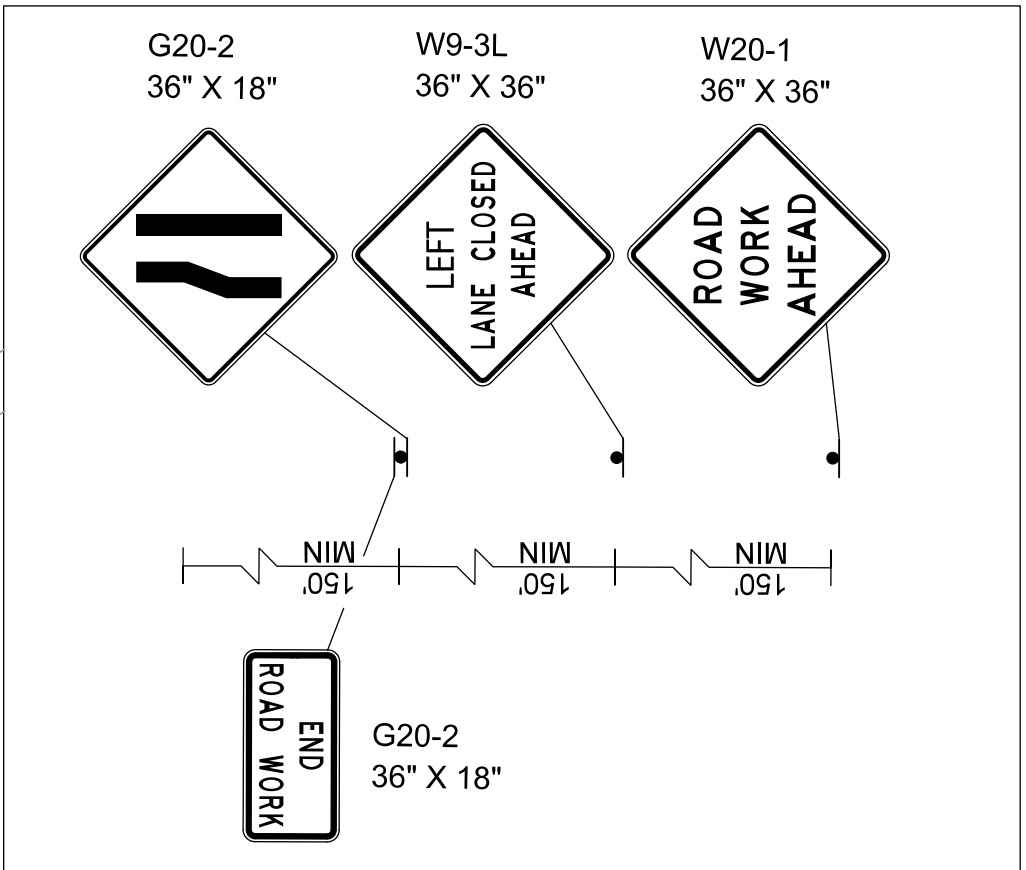 G20-2
36" X 18"
W9-3L
36" X 36"
W20-1
36" X 36"
LEFT
LANE CLOSED
AHEAD
ROAD
WORK
AHEAD
150'
MIN
150'
MIN
150'
MIN
END
ROAD WORK
G20-2
36" X 18"